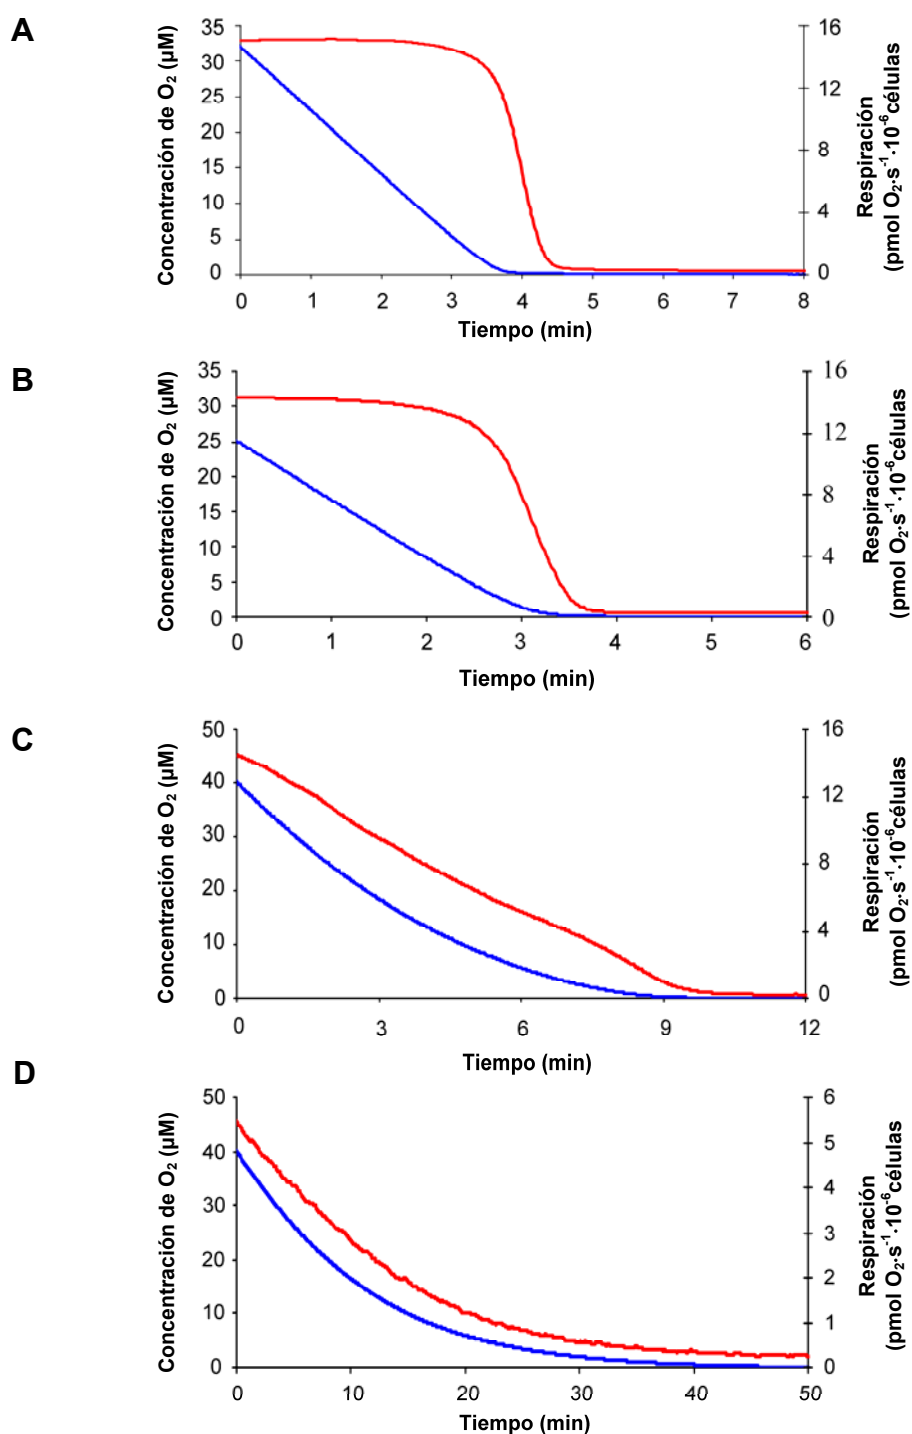 A
Concentración de O₂ (µM)
35
30
25
20
15
10
5
0
16
12
8
4
0
Respiración
(pmol O₂·s⁻¹·10⁻⁶células
0 1 2 3 4 5 6 7 8
Tiempo (min)
B
Concentración de O₂ (µM)
35
30
25
20
15
10
5
0
16
12
8
4
0
Respiración
(pmol O₂·s⁻¹·10⁻⁶células
0 1 2 3 4 5 6
Tiempo (min)
C
Concentración de O₂ (µM)
50
40
30
20
10
0
16
12
8
4
0
Respiración
(pmol O₂·s⁻¹·10⁻⁶células
0 3 6 9 12
Tiempo (min)
D
Concentración de O₂ (µM)
50
40
30
20
10
0
6
5
4
3
2
1
0
Respiración
(pmol O₂·s⁻¹·10⁻⁶células
0 10 20 30 40 50
Tiempo (min)